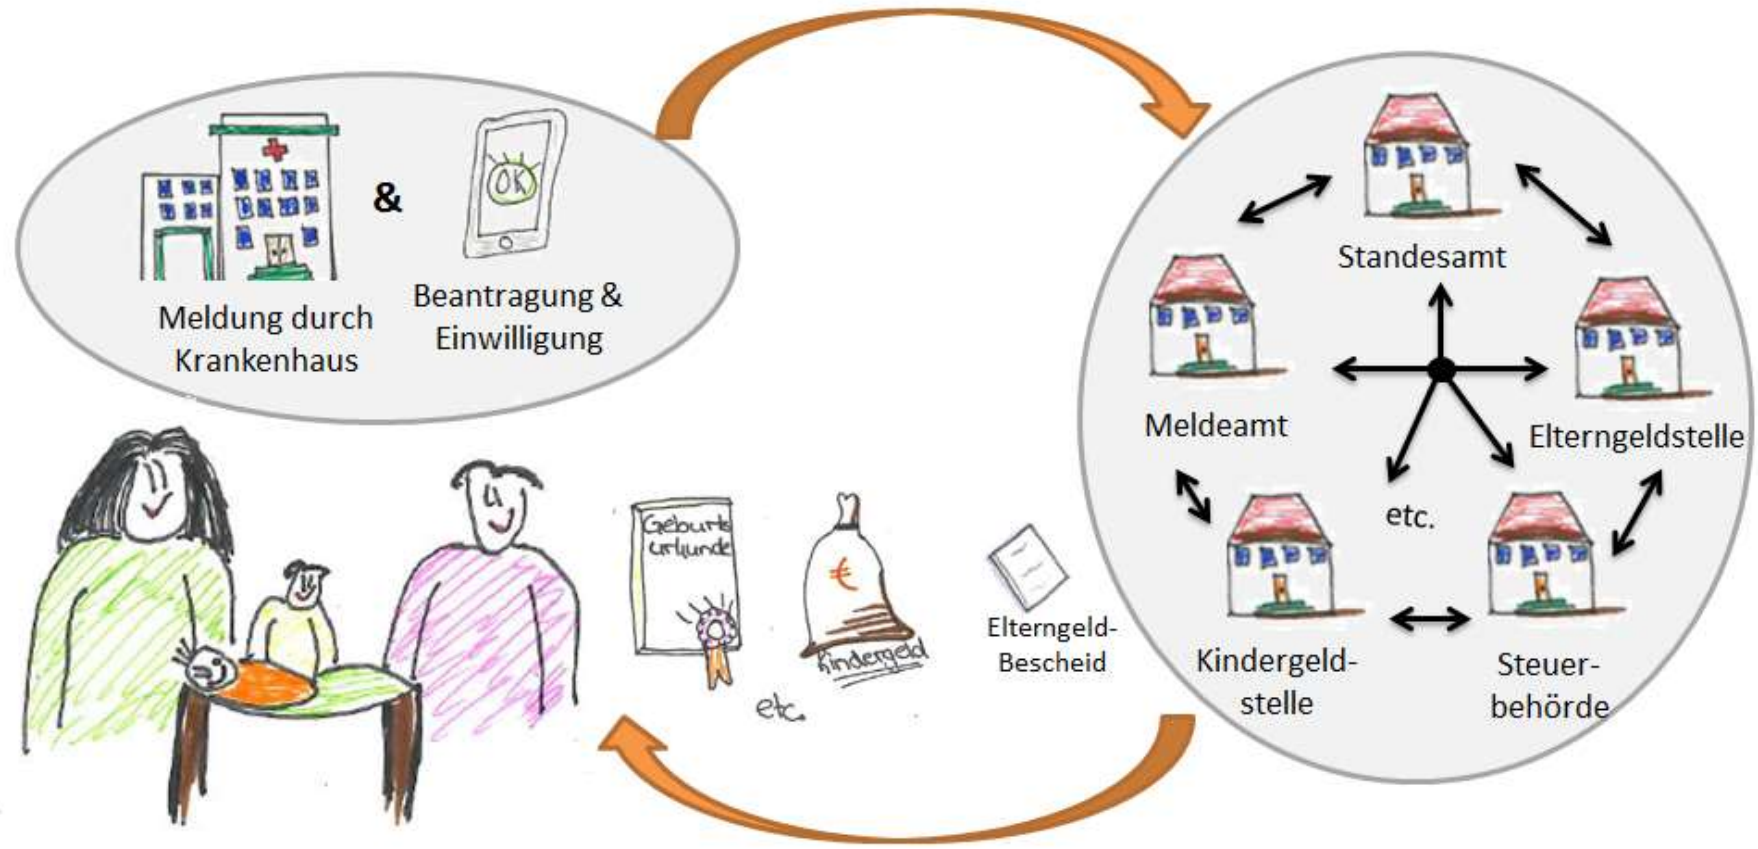 &
OK
Meldung durch
Krankenhaus
Beantragung &
Einwilligung
Standesamt
Meldeamt
Elterngeldstelle
etc.
Kindergeld-
stelle
Steuer-
behörde
Geburts
urkunde
€
Kindergeld
etc.
Elterngeld-
Bescheid